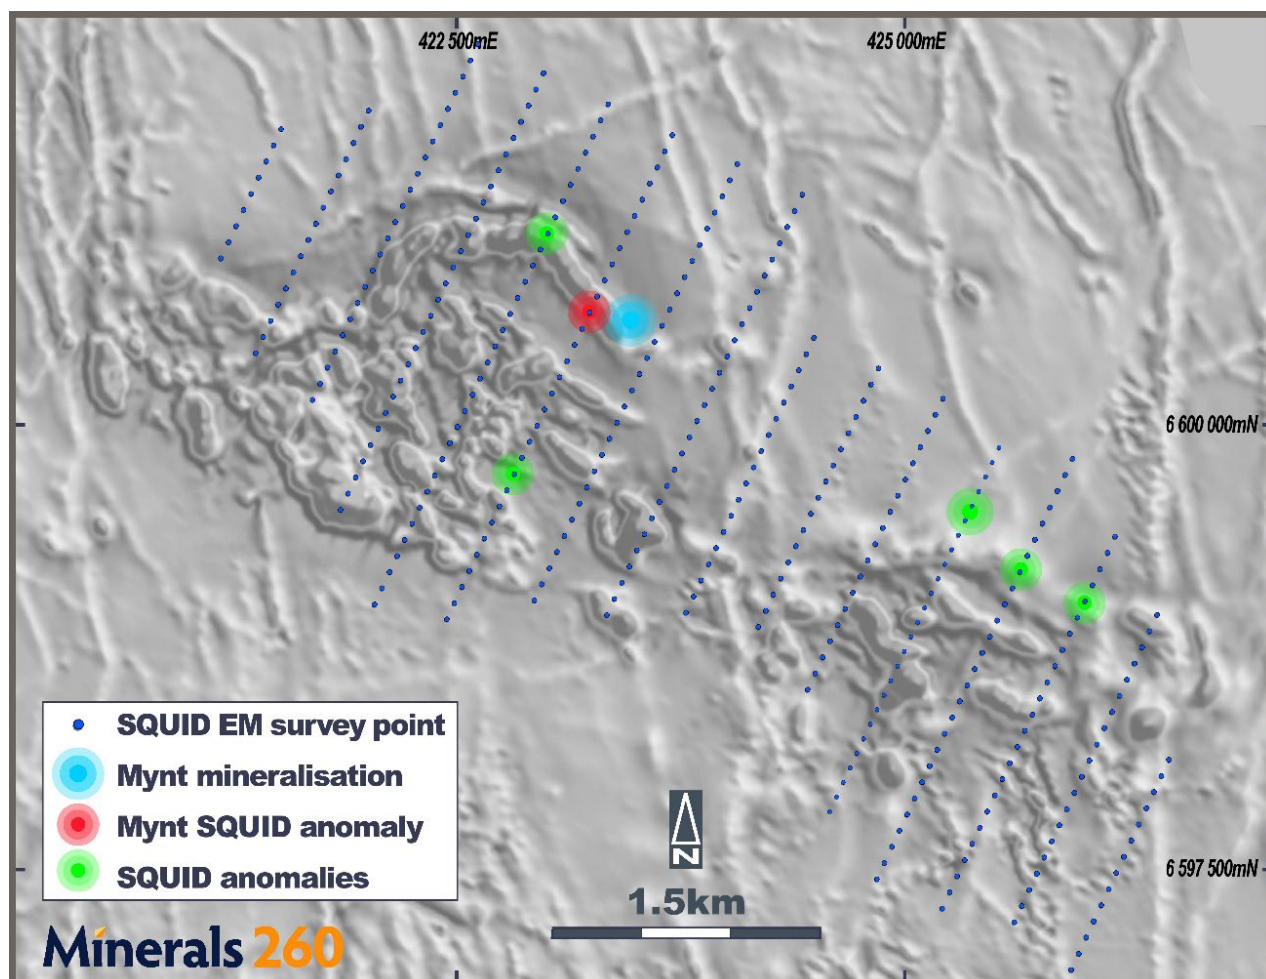 422 500mE
425 000mE
6 600 000mN
SQUID EM survey point
Mynt mineralisation
Mynt SQUID anomaly
SQUID anomalies
N
1.5km
6 597 500mN
Minerals 260